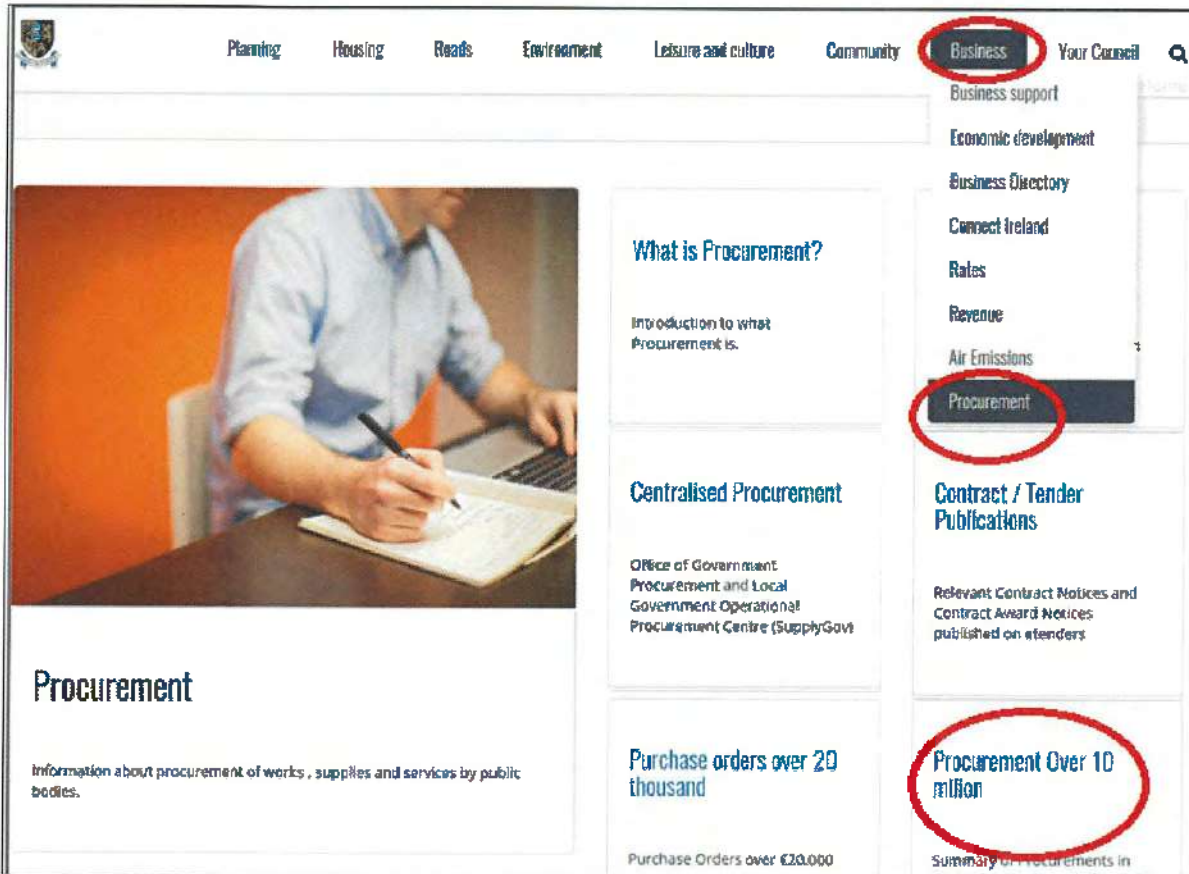 Planning Housing Roads Environment Leisure and culture Community Business Your Council
Business support
Economic development
Business Directory
Connect Ireland
Rates
Revenue
Air Emissions
Procurement
What is Procurement?
Introduction to what
Procurement is.
Centralised Procurement
Office of Government
Procurement and Local
Government Operational
Procurement Centre (SupplyGov)
Contract / Tender
Publications
Relevant Contract Notices and
Contract Award Notices
published on etenders
Procurement
Information about procurement of works , supplies and services by public
bodies.
Purchase orders over 20
thousand
Purchase Orders over €20.000
Procurement Over 10
million
Summary of Procurements in